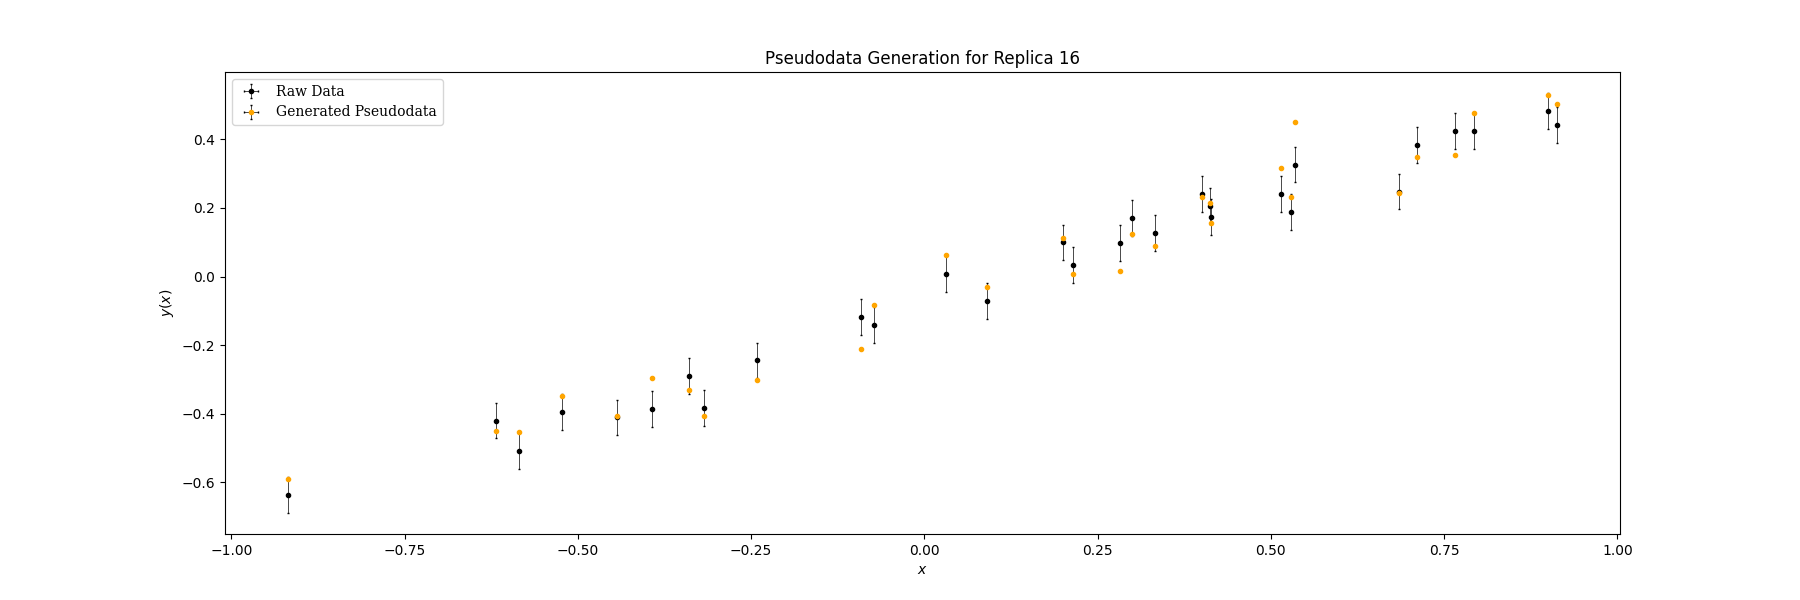 Pseudodata Generation for Replica 16
Raw Data
Generated Pseudodata
0.4
0.2
0.0
−0.2
−0.4
−0.6
y(x)
−1.00 −0.75 −0.50 −0.25 0.00 0.25 0.50 0.75 1.00
x